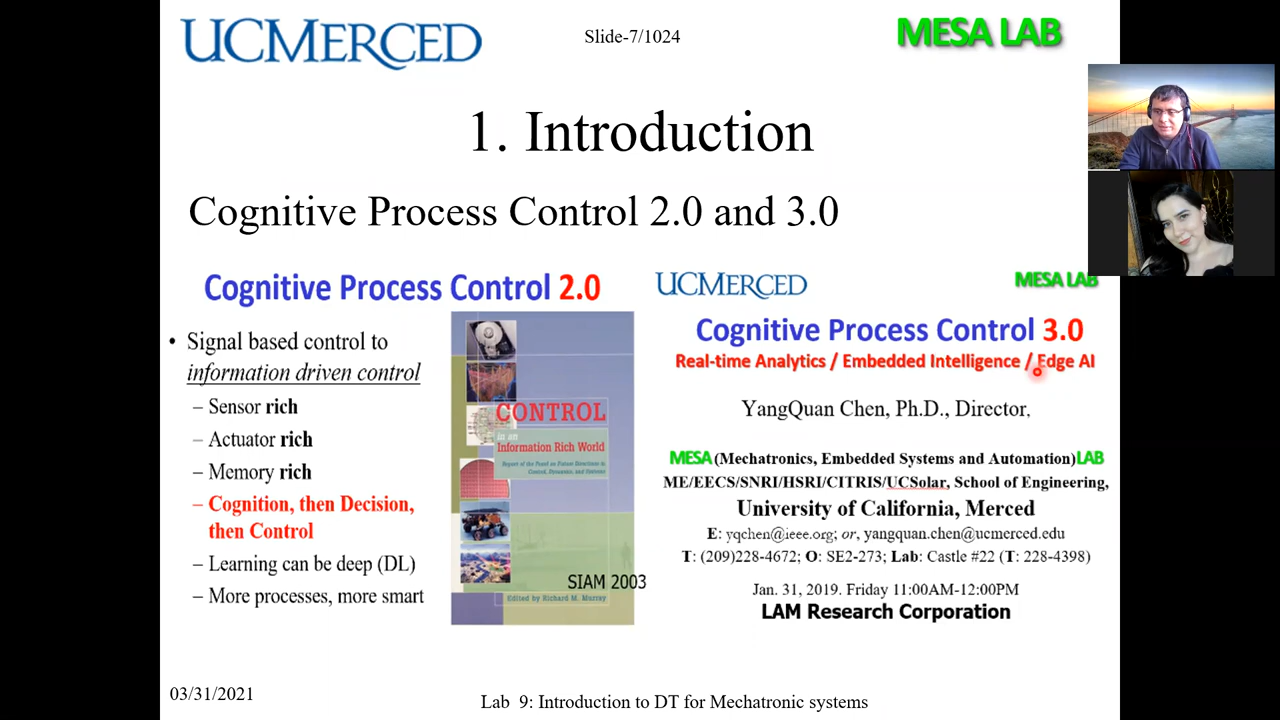 UCMERCED
Slide-7/1024
MESA LAB
1. Introduction
Cognitive Process Control 2.0 and 3.0
Cognitive Process Control 2.0
• Signal based control to
information driven control
– Sensor rich
– Actuator rich
– Memory rich
– Cognition, then Decision,
then Control
– Learning can be deep (DL)
– More processes, more smart
CONTROL
in an
Information Rich World
Report of the Panel on Future Directions in
Control, Dynamics, and Systems
SIAM 2003
Edited by Richard M. Murray
UCMERCED
MESA LAB
Cognitive Process Control 3.0
Real-time Analytics / Embedded Intelligence / Edge AI
YangQuan Chen, Ph.D., Director.
MESA (Mechatronics, Embedded Systems and Automation)LAB
ME/EECS/SNRI/HSRI/CITRIS/UCSolar, School of Engineering,
University of California, Merced
E: yqchen@ieee.org; or, yangquan.chen@ucmerced.edu
T: (209)228-4672; O: SE2-273; Lab: Castle #22 (T: 228-4398)
Jan. 31, 2019. Friday 11:00AM-12:00PM
LAM Research Corporation
03/31/2021
Lab 9: Introduction to DT for Mechatronic systems